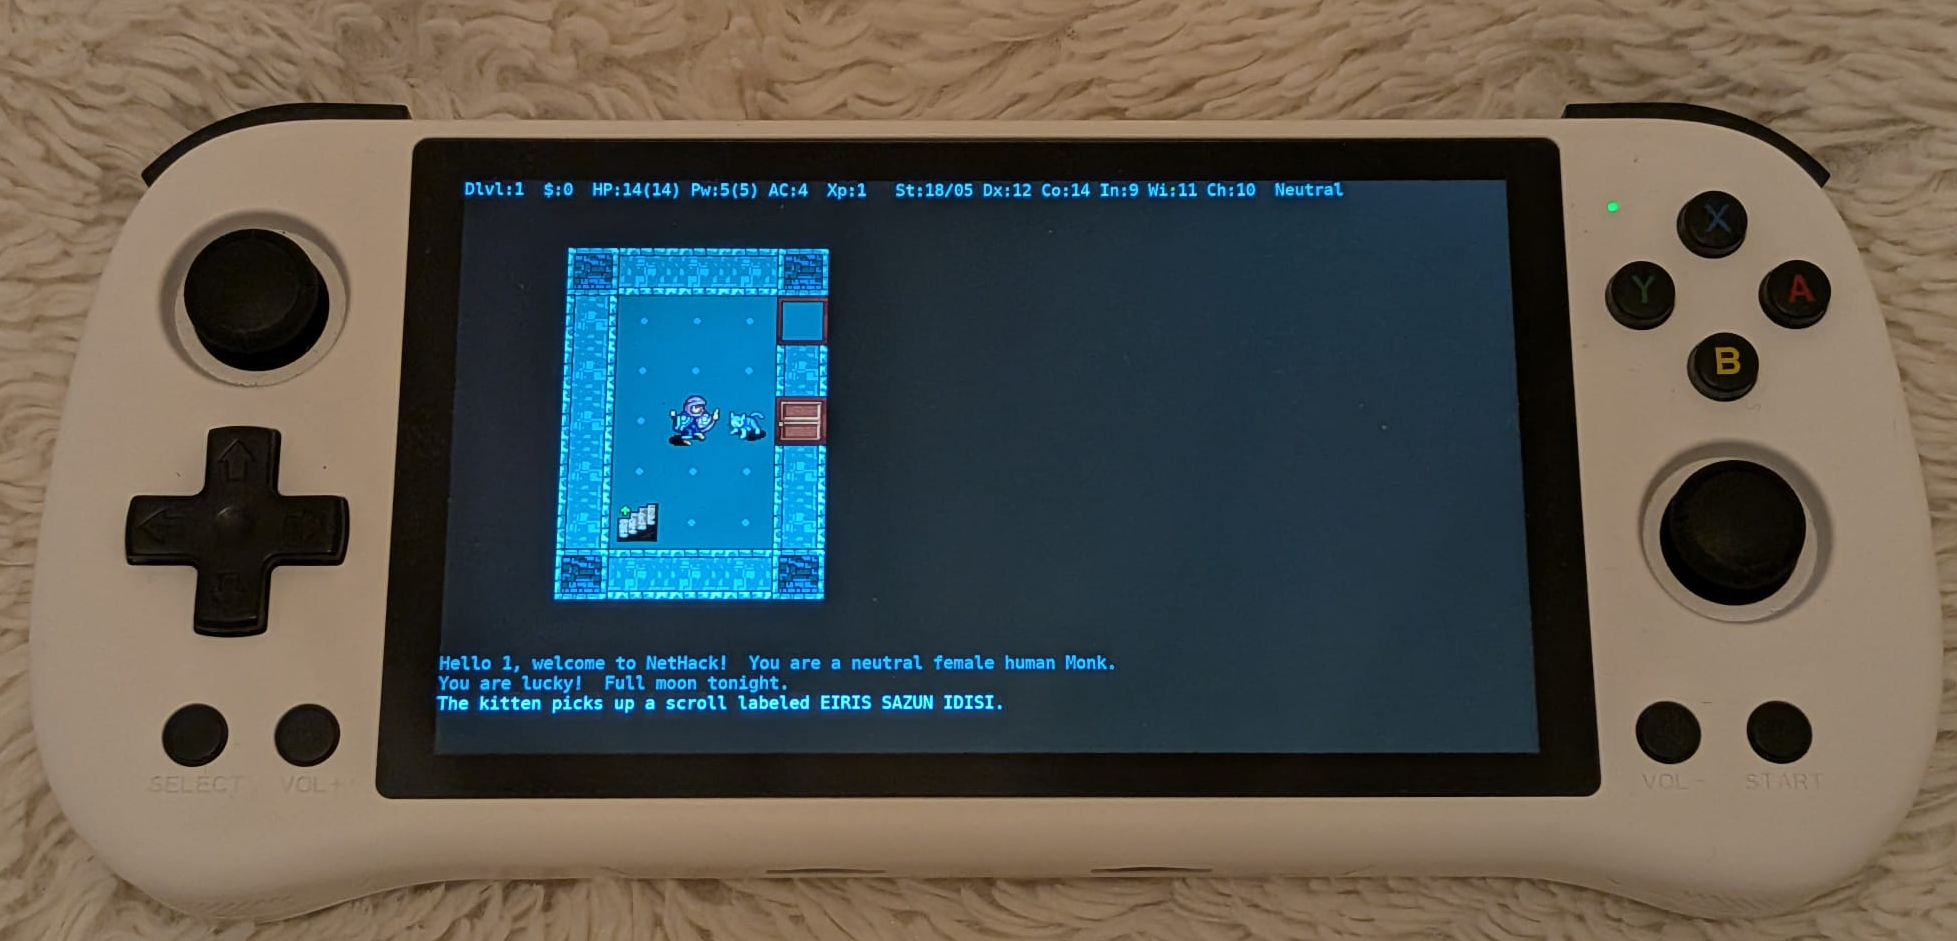 Dlvl:1 $:0 HP:14(14) Pw:5(5) AC:4 Xp:1 St:18/05 Dx:12 Co:14 In:9 Wi:11 Ch:10 Neutral
X
Y
A
B
Hello 1, welcome to NetHack! You are a neutral female human Monk.
You are lucky! Full moon tonight.
The kitten picks up a scroll labeled EIRIS SAZUN IDISI.
SELECT
VOL+
VOL-
START